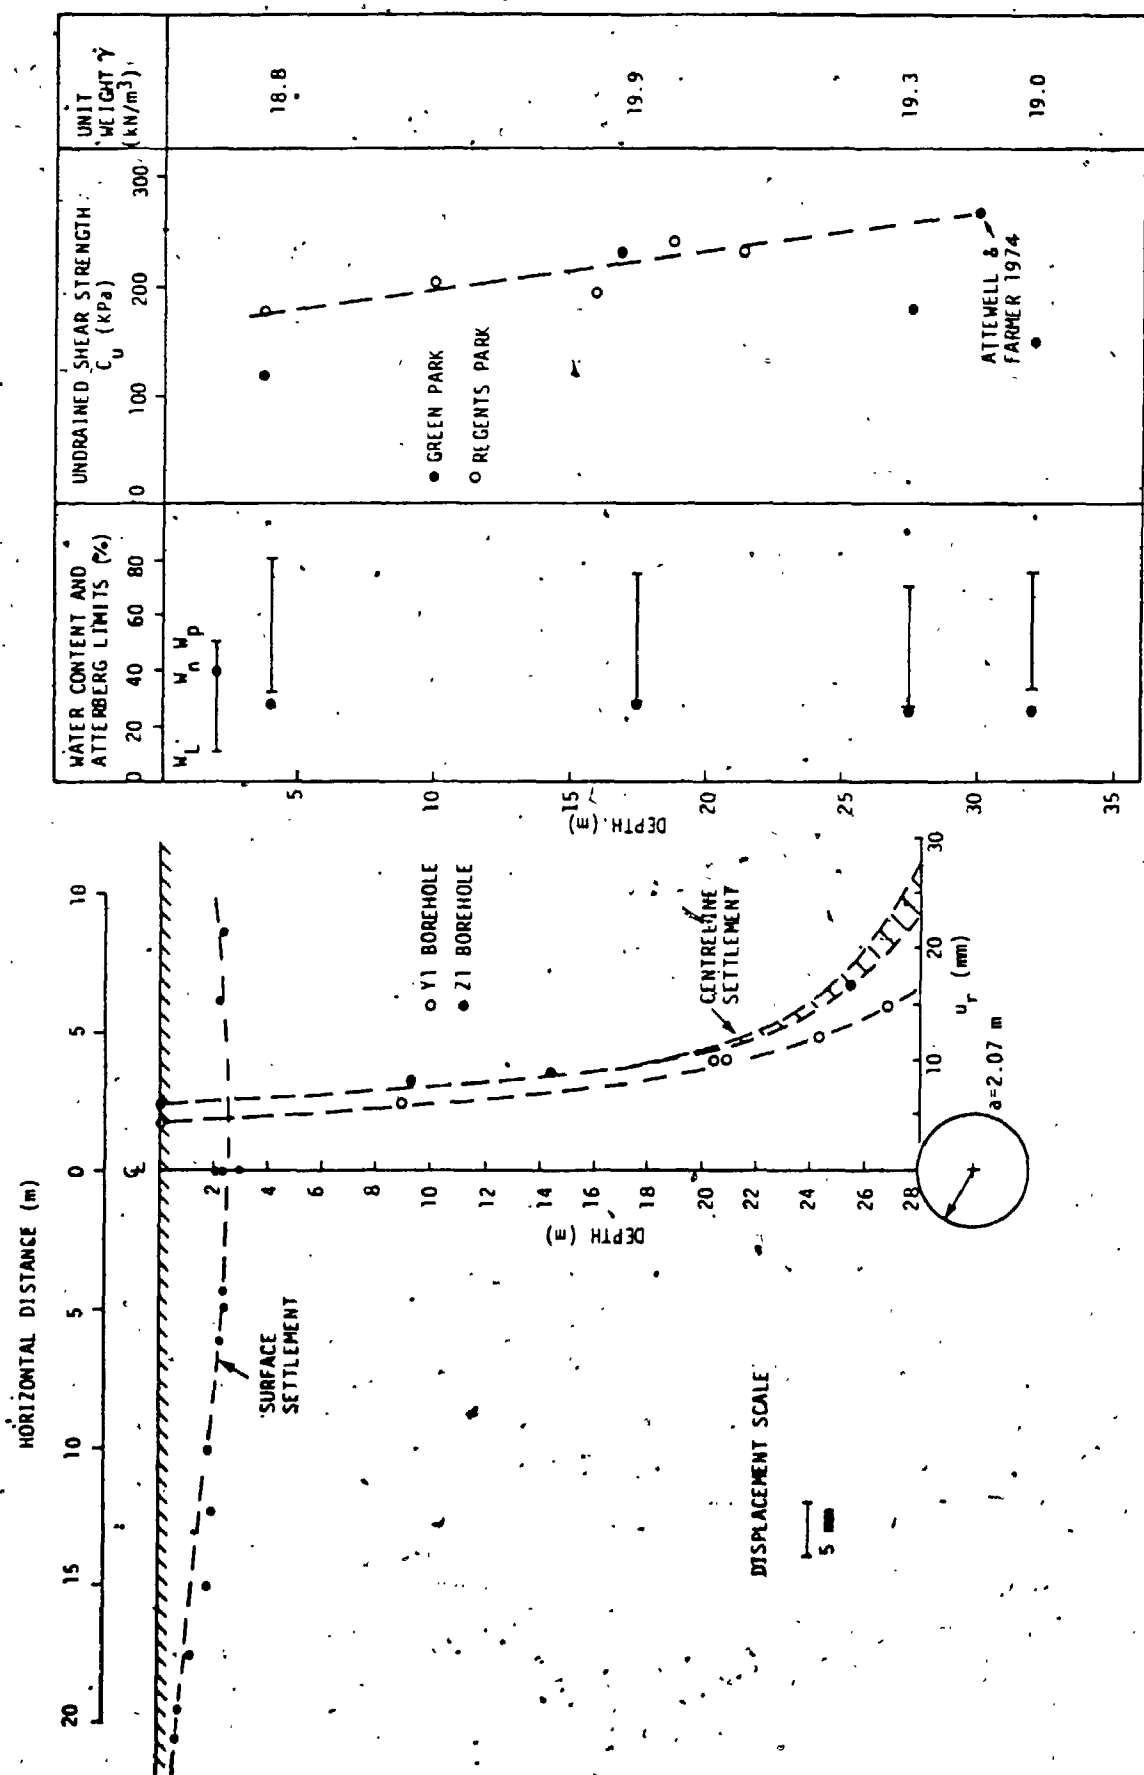 HORIZONTAL DISTANCE (m)
20
15
10
5
0
5
10
C̲L
SURFACE
SETTLEMENT
2
4
6
8
10
12
14
16
18
20
22
24
26
28
DEPTH (m)
Y1 BOREHOLE
Z1 BOREHOLE
CENTRELINE
SETTLEMENT
10
20
30
u_r (mm)
a=2.07 m
DISPLACEMENT SCALE
5 mm
WATER CONTENT AND
ATTERBERG LIMITS (%)
0
20
40
60
80
W_L
W_n
W_p
UNDRAINED SHEAR STRENGTH
C_u (kPa)
0
100
200
300
GREEN PARK
REGENTS PARK
ATTEWELL &
FARMER 1974
UNIT
WEIGHT γ
(kN/m³)
18.8
19.9
19.3
19.0
5
10
15
20
25
30
35
DEPTH (m)